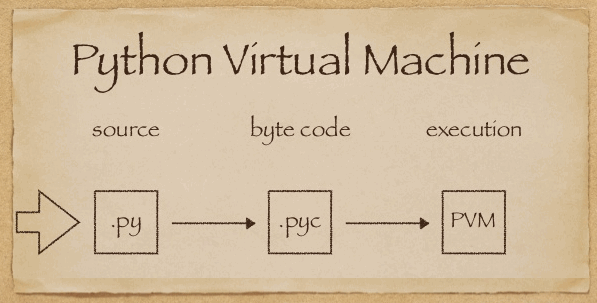 Python Virtual Machine
source byte code execution
.py .pyc PVM